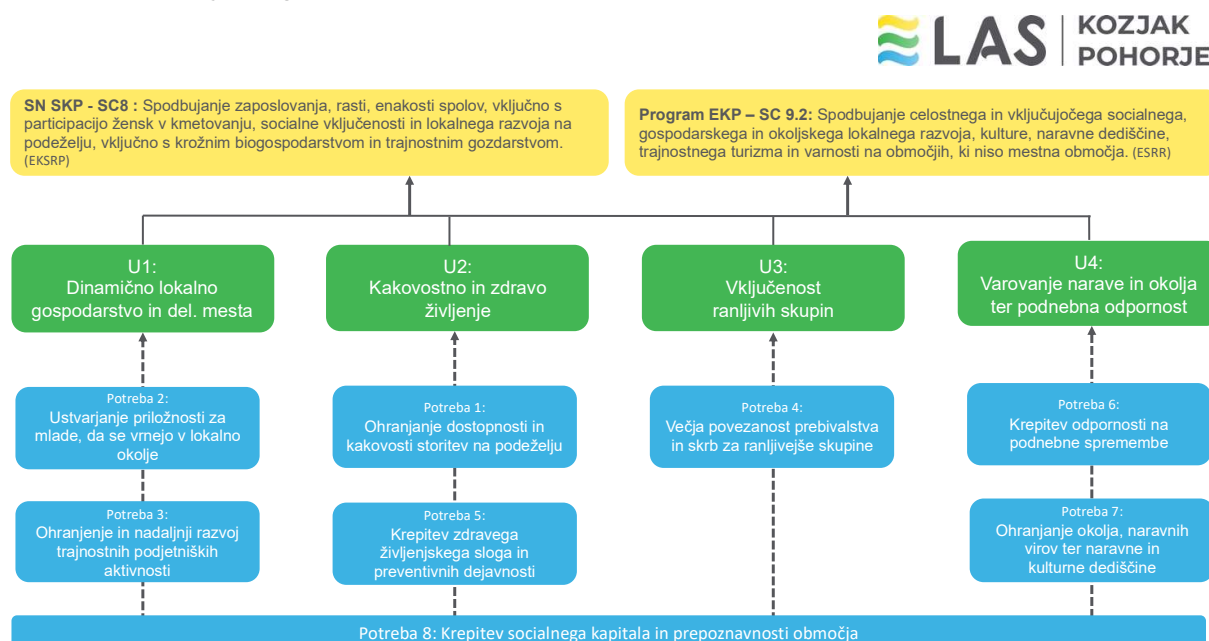 LAS
KOZJAK
POHORJE
SN SKP - SC8 : Spodbujanje zaposlovanja, rasti, enakosti spolov, vključno s
participacijo žensk v kmetovanju, socialne vključenosti in lokalnega razvoja na
podeželju, vključno s krožnim biogospodarstvom in trajnostnim gozdarstvom.
(EKSRP)
Program EKP – SC 9.2: Spodbujanje celostnega in vključujočega socialnega,
gospodarskega in okoljskega lokalnega razvoja, kulture, naravne dediščine,
trajnostnega turizma in varnosti na območjih, ki niso mestna območja. (ESRR)
U1:
Dinamično lokalno
gospodarstvo in del. mesta
U2:
Kakovostno in zdravo
življenje
U3:
Vključenost
ranljivih skupin
U4:
Varovanje narave in okolja
ter podnebna odpornost
Potreba 2:
Ustvarjanje priložnosti za
mlade, da se vrnejo v lokalno
okolje
Potreba 1:
Ohranjanje dostopnosti in
kakovosti storitev na podeželju
Potreba 4:
Večja povezanost prebivalstva
in skrb za ranljivejše skupine
Potreba 6:
Krepitev odpornosti na
podnebne spremembe
Potreba 3:
Ohranjenje in nadaljnji razvoj
trajnostnih podjetniških
aktivnosti
Potreba 5:
Krepitev zdravega
življenjskega sloga in
preventivnih dejavnosti
Potreba 7:
Ohranjanje okolja, naravnih
virov ter naravne in
kulturne dediščine
Potreba 8: Krepitev socialnega kapitala in prepoznavnosti območja